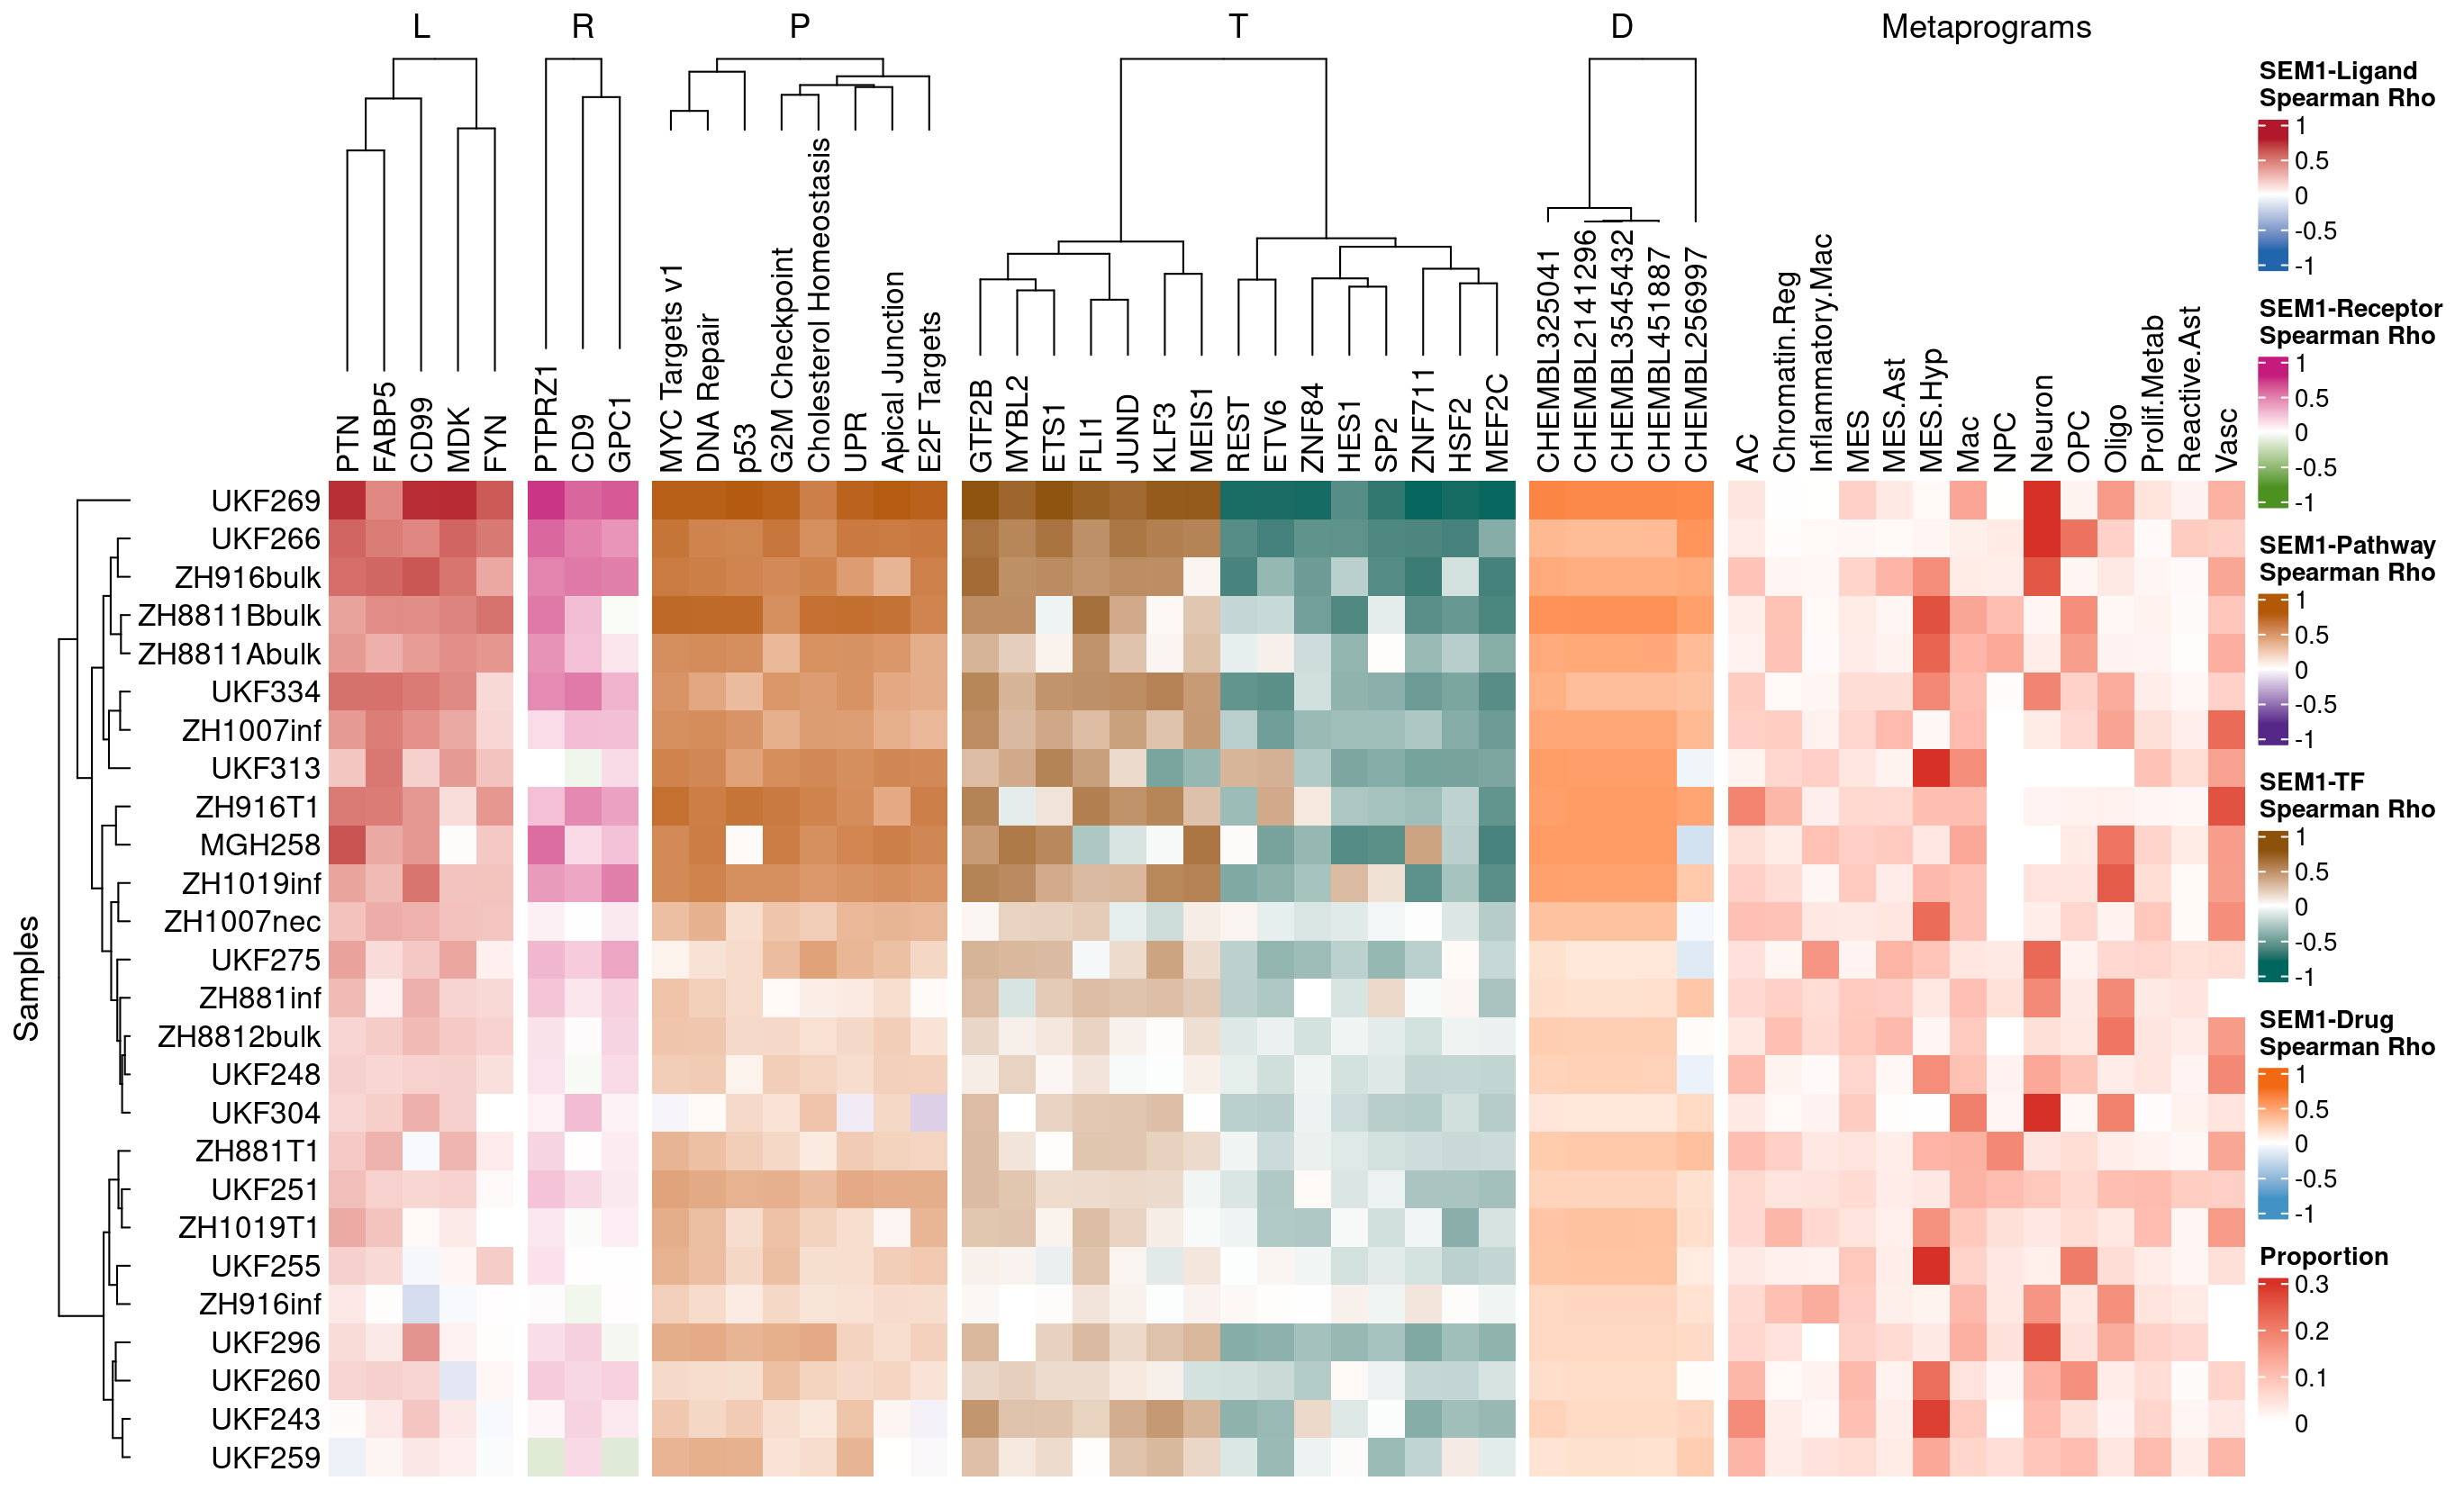 L R P T D Metaprograms
PTN
FABP5
CD99
MDK
FYN
PTPRZ1
CD9
GPC1
MYC Targets v1
DNA Repair
p53
G2M Checkpoint
Cholesterol Homeostasis
UPR
Apical Junction
E2F Targets
GTF2B
MYBL2
ETS1
FLI1
JUND
KLF3
MEIS1
REST
ETV6
ZNF84
HES1
SP2
ZNF711
HSF2
MEF2C
CHEMBL325041
CHEMBL2141296
CHEMBL3545432
CHEMBL451887
CHEMBL256997
AC
Chromatin.Reg
Inflammatory.Mac
MES
MES.Ast
MES.Hyp
Mac
NPC
Neuron
OPC
Oligo
Prolif.Metab
Reactive.Ast
Vasc
Samples
UKF269
UKF266
ZH916bulk
ZH8811Bbulk
ZH8811Abulk
UKF334
ZH1007inf
UKF313
ZH916T1
MGH258
ZH1019inf
ZH1007nec
UKF275
ZH881inf
ZH8812bulk
UKF248
UKF304
ZH881T1
UKF251
ZH1019T1
UKF255
ZH916inf
UKF296
UKF260
UKF243
UKF259
SEM1-Ligand
Spearman Rho
1
0.5
0
-0.5
-1
SEM1-Receptor
Spearman Rho
1
0.5
0
-0.5
-1
SEM1-Pathway
Spearman Rho
1
0.5
0
-0.5
-1
SEM1-TF
Spearman Rho
1
0.5
0
-0.5
-1
SEM1-Drug
Spearman Rho
1
0.5
0
-0.5
-1
Proportion
0.3
0.2
0.1
0